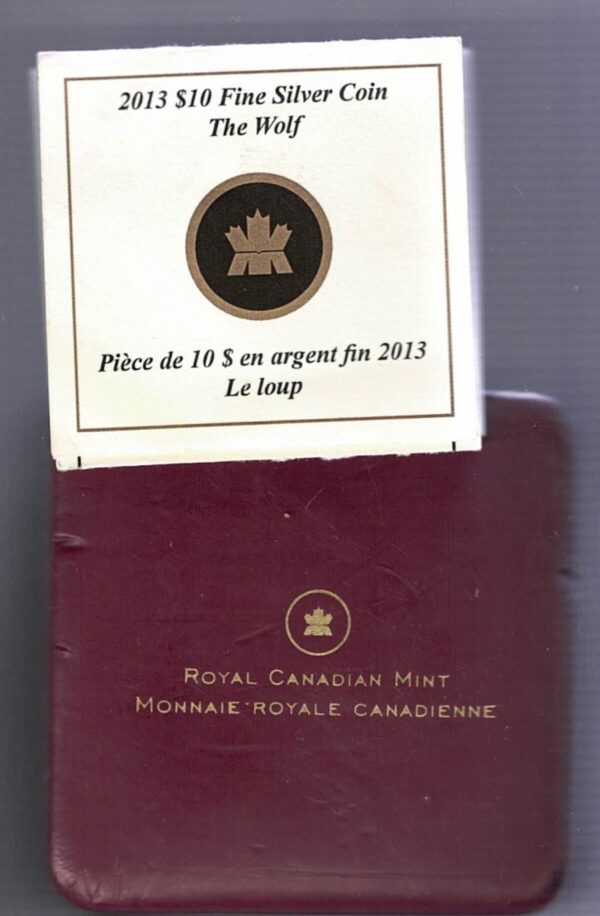 2013 $10 Fine Silver Coin
The Wolf
Pièce de 10 $ en argent fin 2013
Le loup
ROYAL CANADIAN MINT
MONNAIE ROYALE CANADIENNE